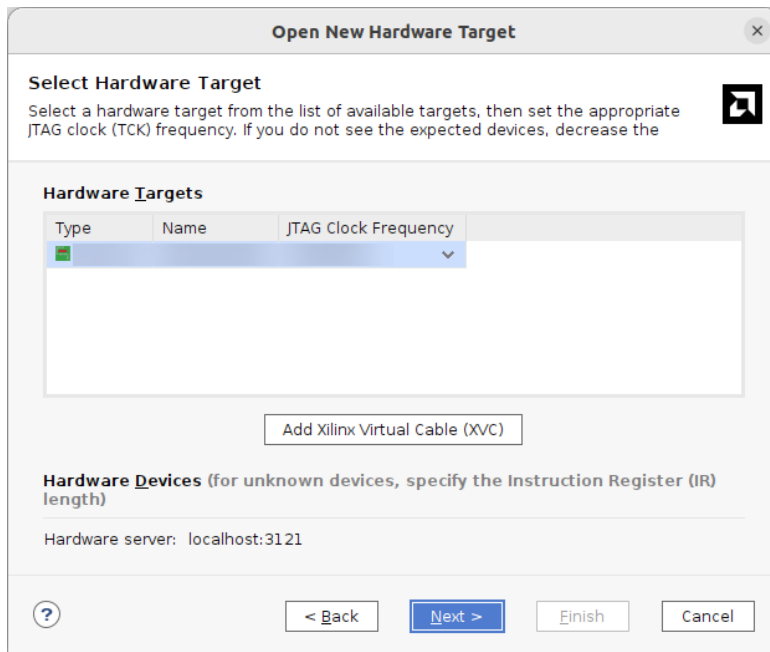 Open New Hardware Target
Select Hardware Target
Select a hardware target from the list of available targets, then set the appropriate
JTAG clock (TCK) frequency. If you do not see the expected devices, decrease the
Hardware Targets
Type Name JTAG Clock Frequency
Add Xilinx Virtual Cable (XVC)
Hardware Devices (for unknown devices, specify the Instruction Register (IR)
length)
Hardware server: localhost:3121
? < Back Next > Finish Cancel